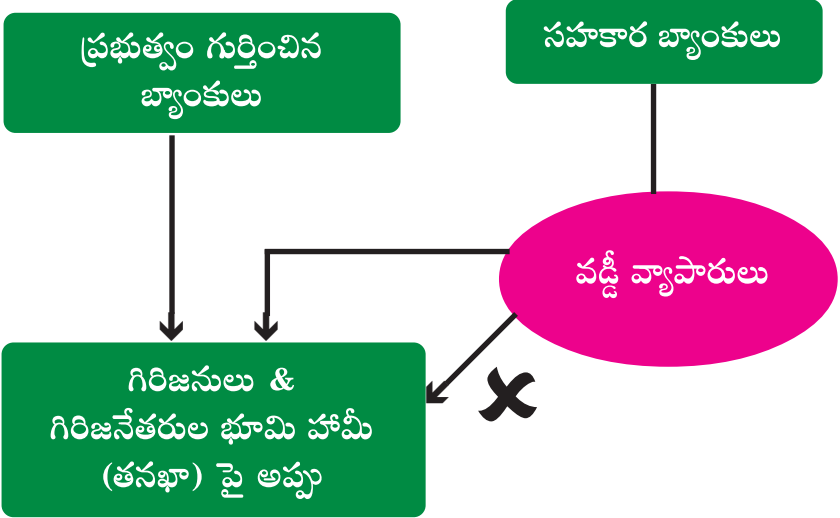 ప్రభుత్వం గుర్తించిన
బ్యాంకులు
సహకార బ్యాంకులు
వడ్డీ వ్యాపారులు
గిరిజనులు &
గిరిజనేతరుల భూమి హామీ
(తనఖా) పై అప్పు